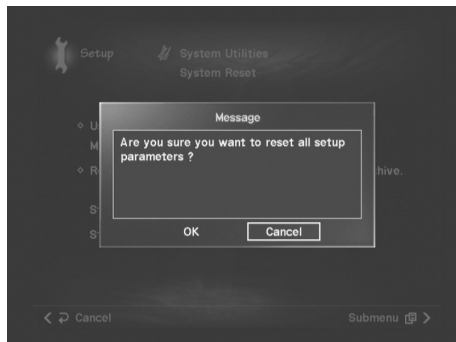 Setup
System Utilities
System Reset
Message
Are you sure you want to reset all setup
parameters ?
hive.
OK
Cancel
Cancel
Submenu